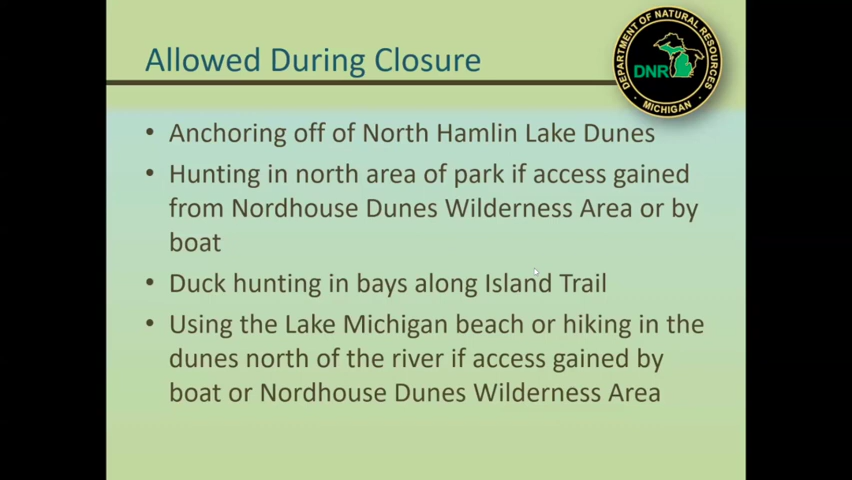 Allowed During Closure
DEPARTMENT OF NATURAL RESOURCES
DNR
MICHIGAN
• Anchoring off of North Hamlin Lake Dunes
• Hunting in north area of park if access gained
from Nordhouse Dunes Wilderness Area or by
boat
• Duck hunting in bays along Island Trail
• Using the Lake Michigan beach or hiking in the
dunes north of the river if access gained by
boat or Nordhouse Dunes Wilderness Area